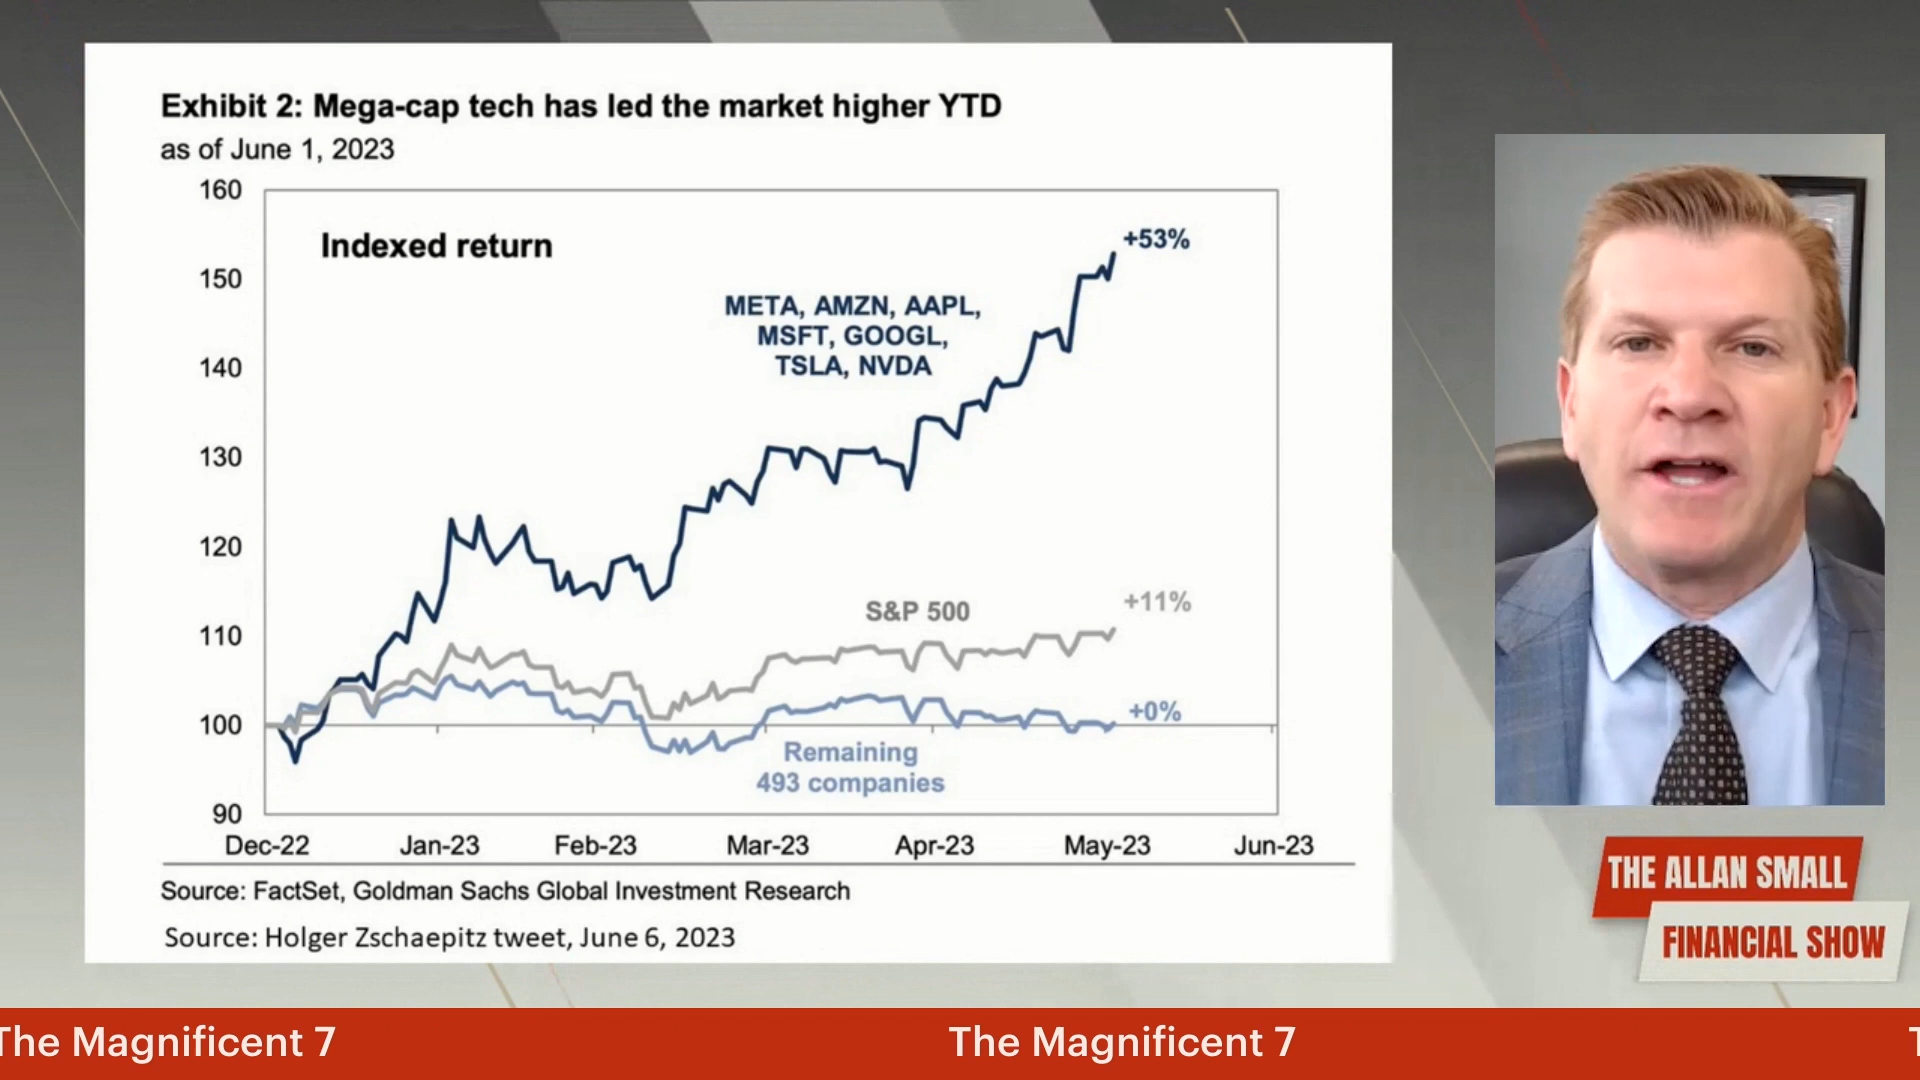 Exhibit 2: Mega-cap tech has led the market higher YTD
as of June 1, 2023
160
150
140
130
120
110
100
90
Indexed return
+53%
META, AMZN, AAPL,
MSFT, GOOGL,
TSLA, NVDA
S&P 500
+11%
+0%
Remaining
493 companies
Dec-22 Jan-23 Feb-23 Mar-23 Apr-23 May-23 Jun-23
Source: FactSet, Goldman Sachs Global Investment Research
Source: Holger Zschaepitz tweet, June 6, 2023
THE ALLAN SMALL
FINANCIAL SHOW
The Magnificent 7 The Magnificent 7 T